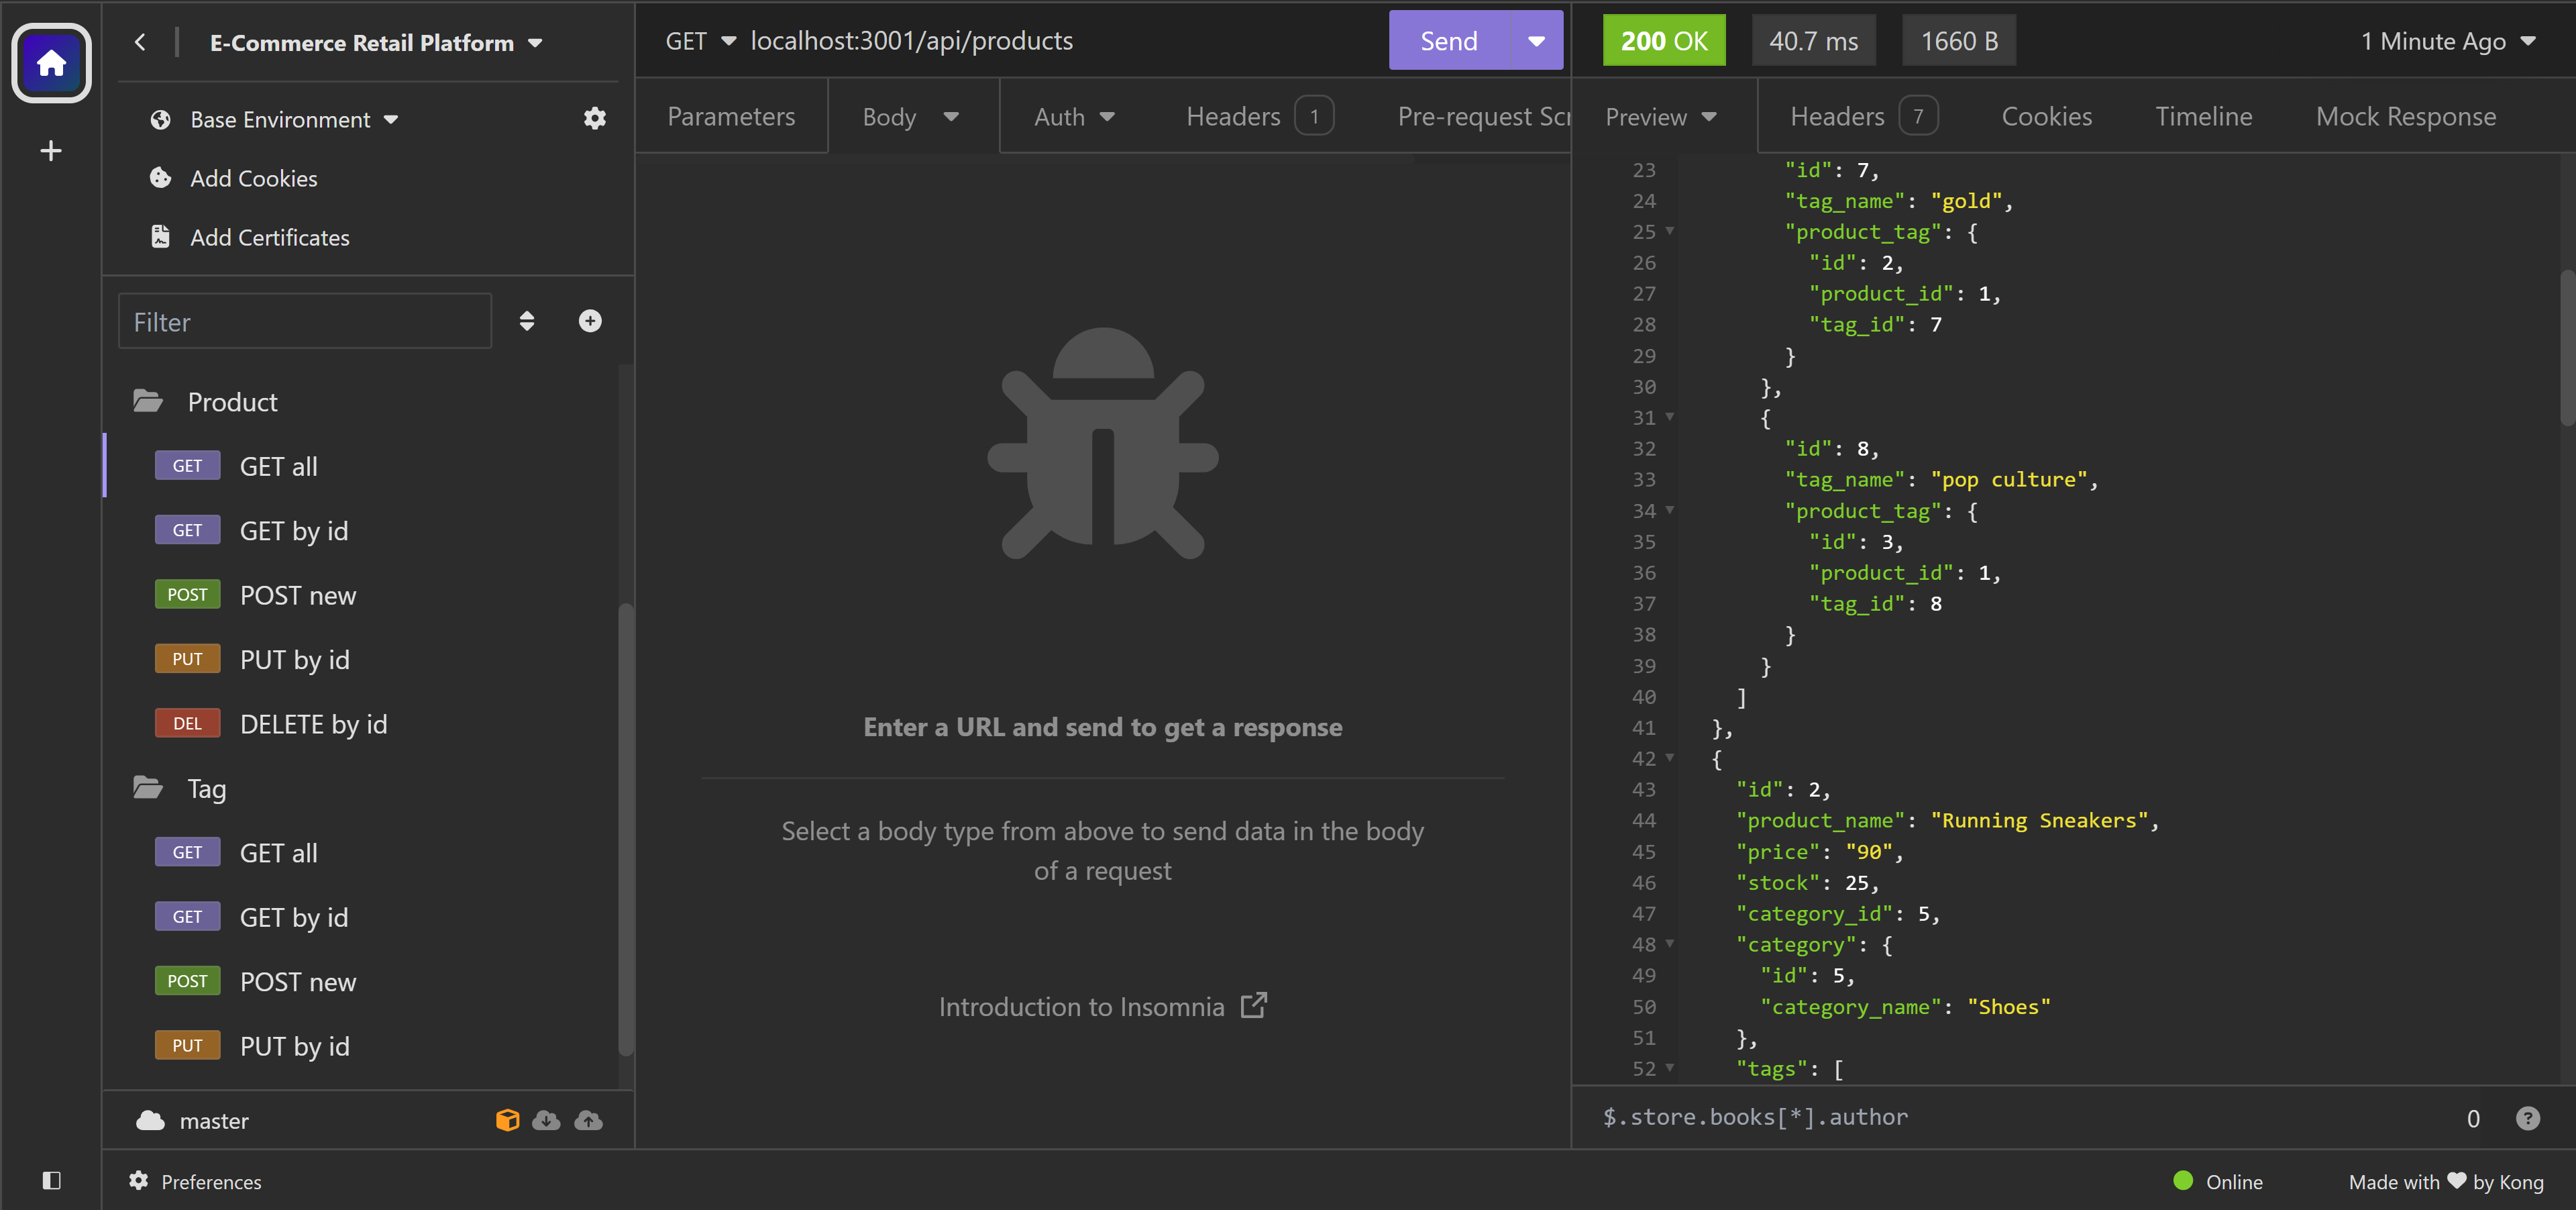 E-Commerce Retail Platform
Base Environment
Add Cookies
Add Certificates
Filter
Product
GET GET all
GET GET by id
POST POST new
PUT PUT by id
DEL DELETE by id
Tag
GET GET all
GET GET by id
POST POST new
PUT PUT by id
master
Preferences
GET localhost:3001/api/products
Send
Parameters Body Auth Headers 1 Pre-request Scr
Enter a URL and send to get a response
Select a body type from above to send data in the body
of a request
Introduction to Insomnia
200 OK 40.7 ms 1660 B 1 Minute Ago
Preview Headers 7 Cookies Timeline Mock Response
23 "id": 7,
24 "tag_name": "gold",
25 "product_tag": {
26 "id": 2,
27 "product_id": 1,
28 "tag_id": 7
29 }
30 },
31 {
32 "id": 8,
33 "tag_name": "pop culture",
34 "product_tag": {
35 "id": 3,
36 "product_id": 1,
37 "tag_id": 8
38 }
39 }
40 ]
41 },
42 {
43 "id": 2,
44 "product_name": "Running Sneakers",
45 "price": "90",
46 "stock": 25,
47 "category_id": 5,
48 "category": {
49 "id": 5,
50 "category_name": "Shoes"
51 },
52 "tags": [
$.store.books[*].author 0 ?
Online Made with ♥ by Kong